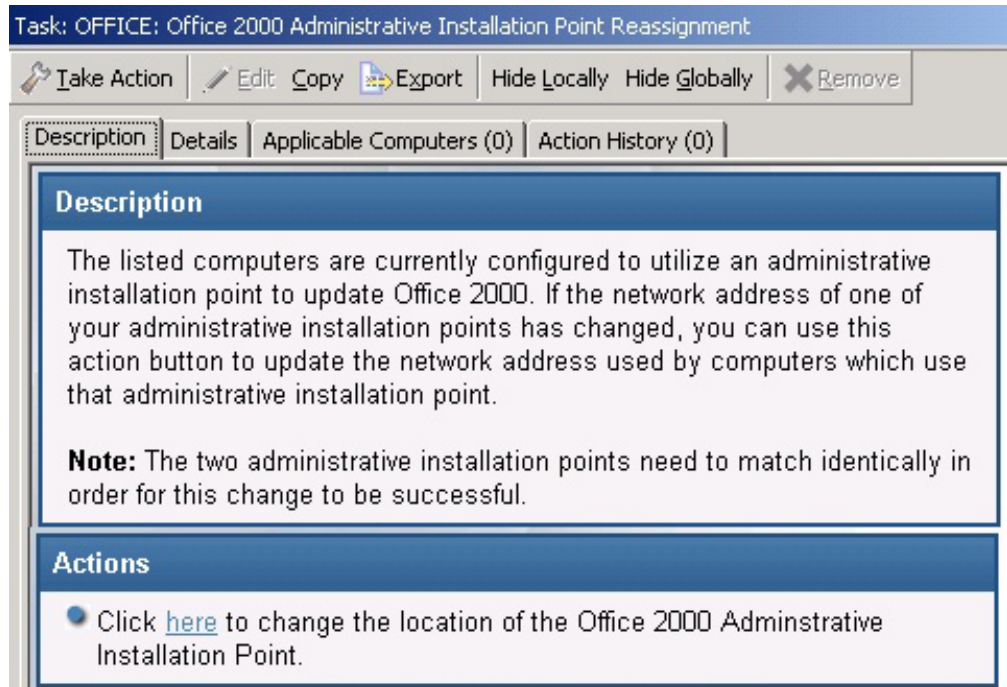 Task: OFFICE: Office 2000 Administrative Installation Point Reassignment
Take Action Edit Copy Export Hide Locally Hide Globally Remove
Description Details Applicable Computers (0) Action History (0)
Description
The listed computers are currently configured to utilize an administrative
installation point to update Office 2000. If the network address of one of
your administrative installation points has changed, you can use this
action button to update the network address used by computers which use
that administrative installation point.
Note: The two administrative installation points need to match identically in
order for this change to be successful.
Actions
Click here to change the location of the Office 2000 Adminstrative
Installation Point.